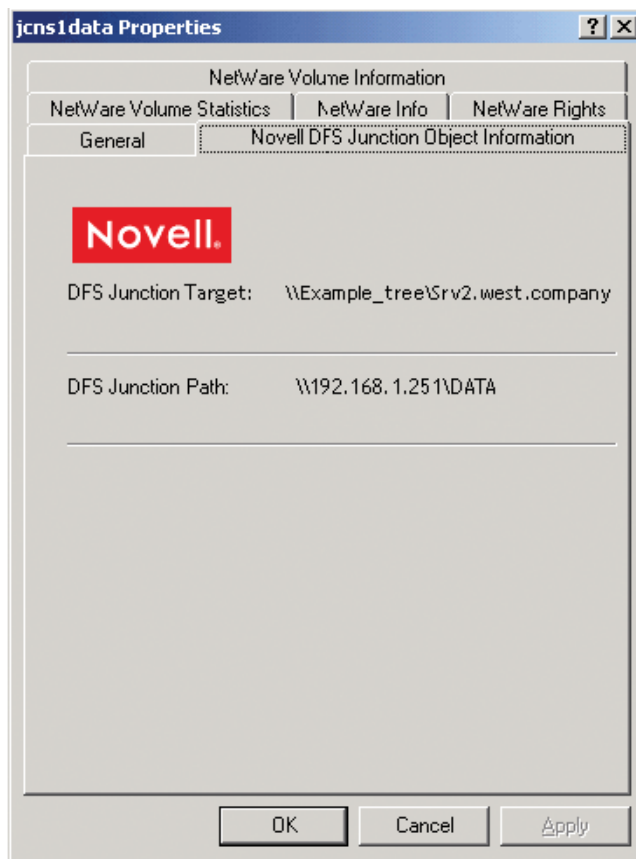 jcns1data Properties
NetWare Volume Information
NetWare Volume Statistics NetWare Info NetWare Rights
General Novell DFS Junction Object Information
Novell.
DFS Junction Target: \\Example_tree\Srv2.west.company
DFS Junction Path: \\192.168.1.251\DATA
OK Cancel Apply